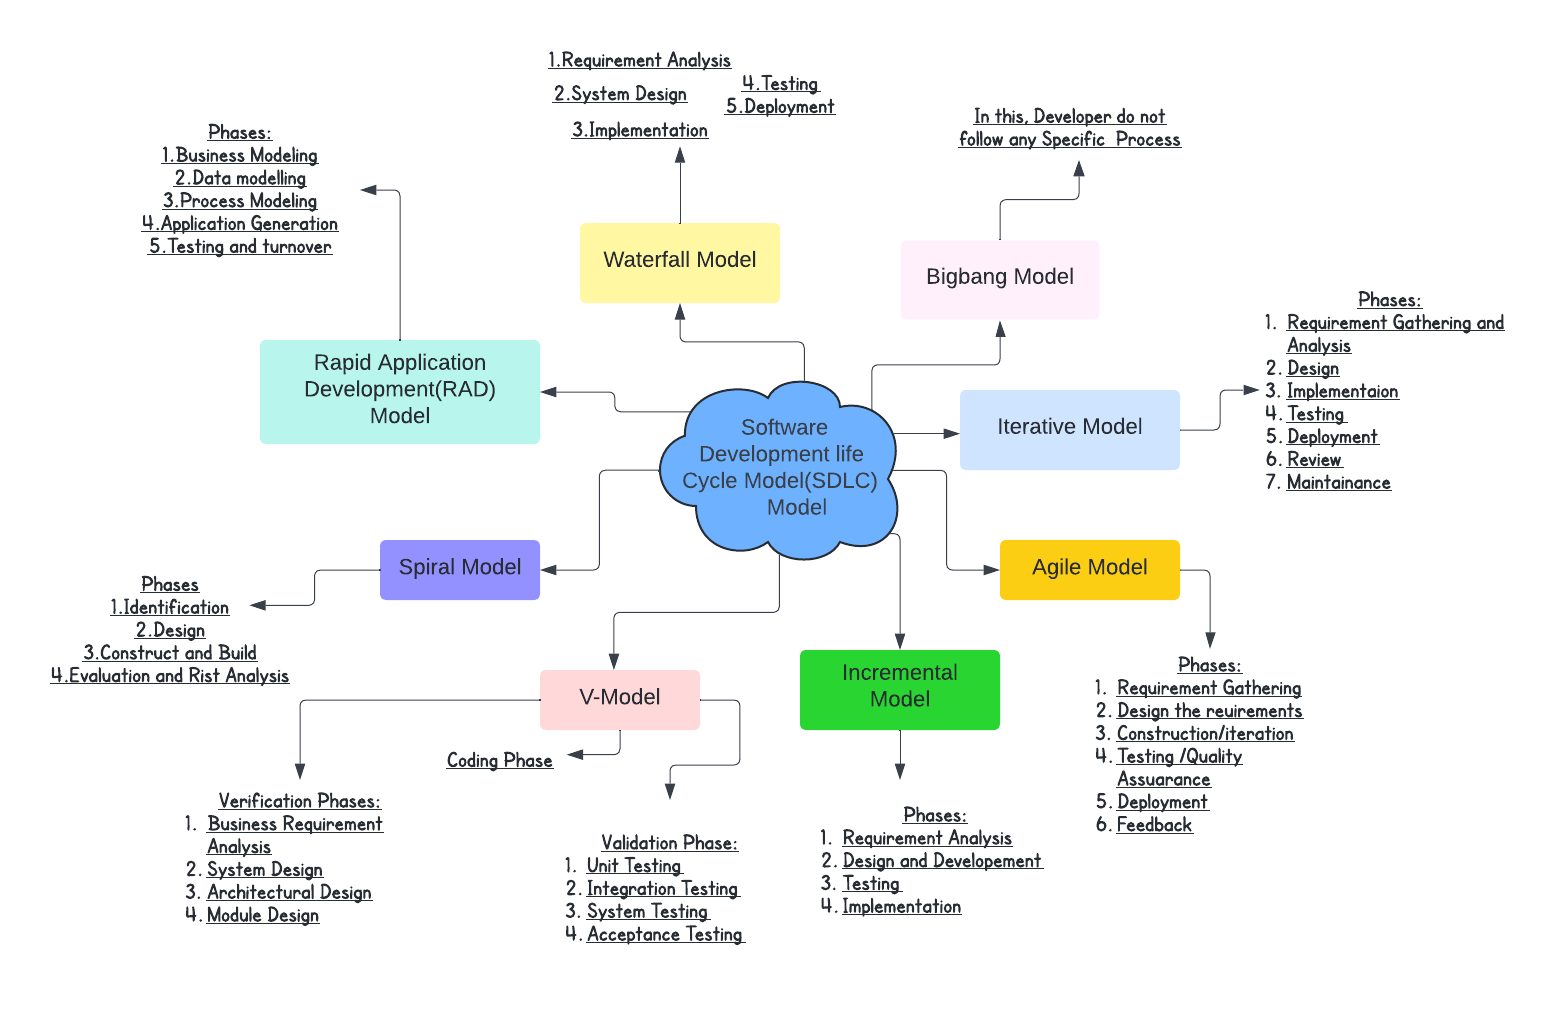 1.Requirement Analysis
2.System Design
3.Implementation
4.Testing
5.Deployment
In this, Developer do not
follow any Specific Process
Phases:
1.Business Modeling
2.Data modelling
3.Process Modeling
4.Application Generation
5.Testing and turnover
Waterfall Model
Bigbang Model
Rapid Application
Development(RAD)
Model
Software
Development life
Cycle Model(SDLC)
Model
Iterative Model
Phases:
1. Requirement Gathering and
Analysis
2. Design
3. Implementaion
4. Testing
5. Deployment
6. Review
7. Maintainance
Spiral Model
Phases
1.Identification
2.Design
3.Construct and Build
4.Evaluation and Rist Analysis
Agile Model
Phases:
1. Requirement Gathering
2. Design the reuirements
3. Construction/iteration
4. Testing /Quality
Assuarance
5. Deployment
6. Feedback
V-Model
Coding Phase
Verification Phases:
1. Business Requirement
Analysis
2. System Design
3. Architectural Design
4. Module Design
Validation Phase:
1. Unit Testing
2. Integration Testing
3. System Testing
4. Acceptance Testing
Incremental
Model
Phases:
1. Requirement Analysis
2. Design and Developement
3. Testing
4. Implementation